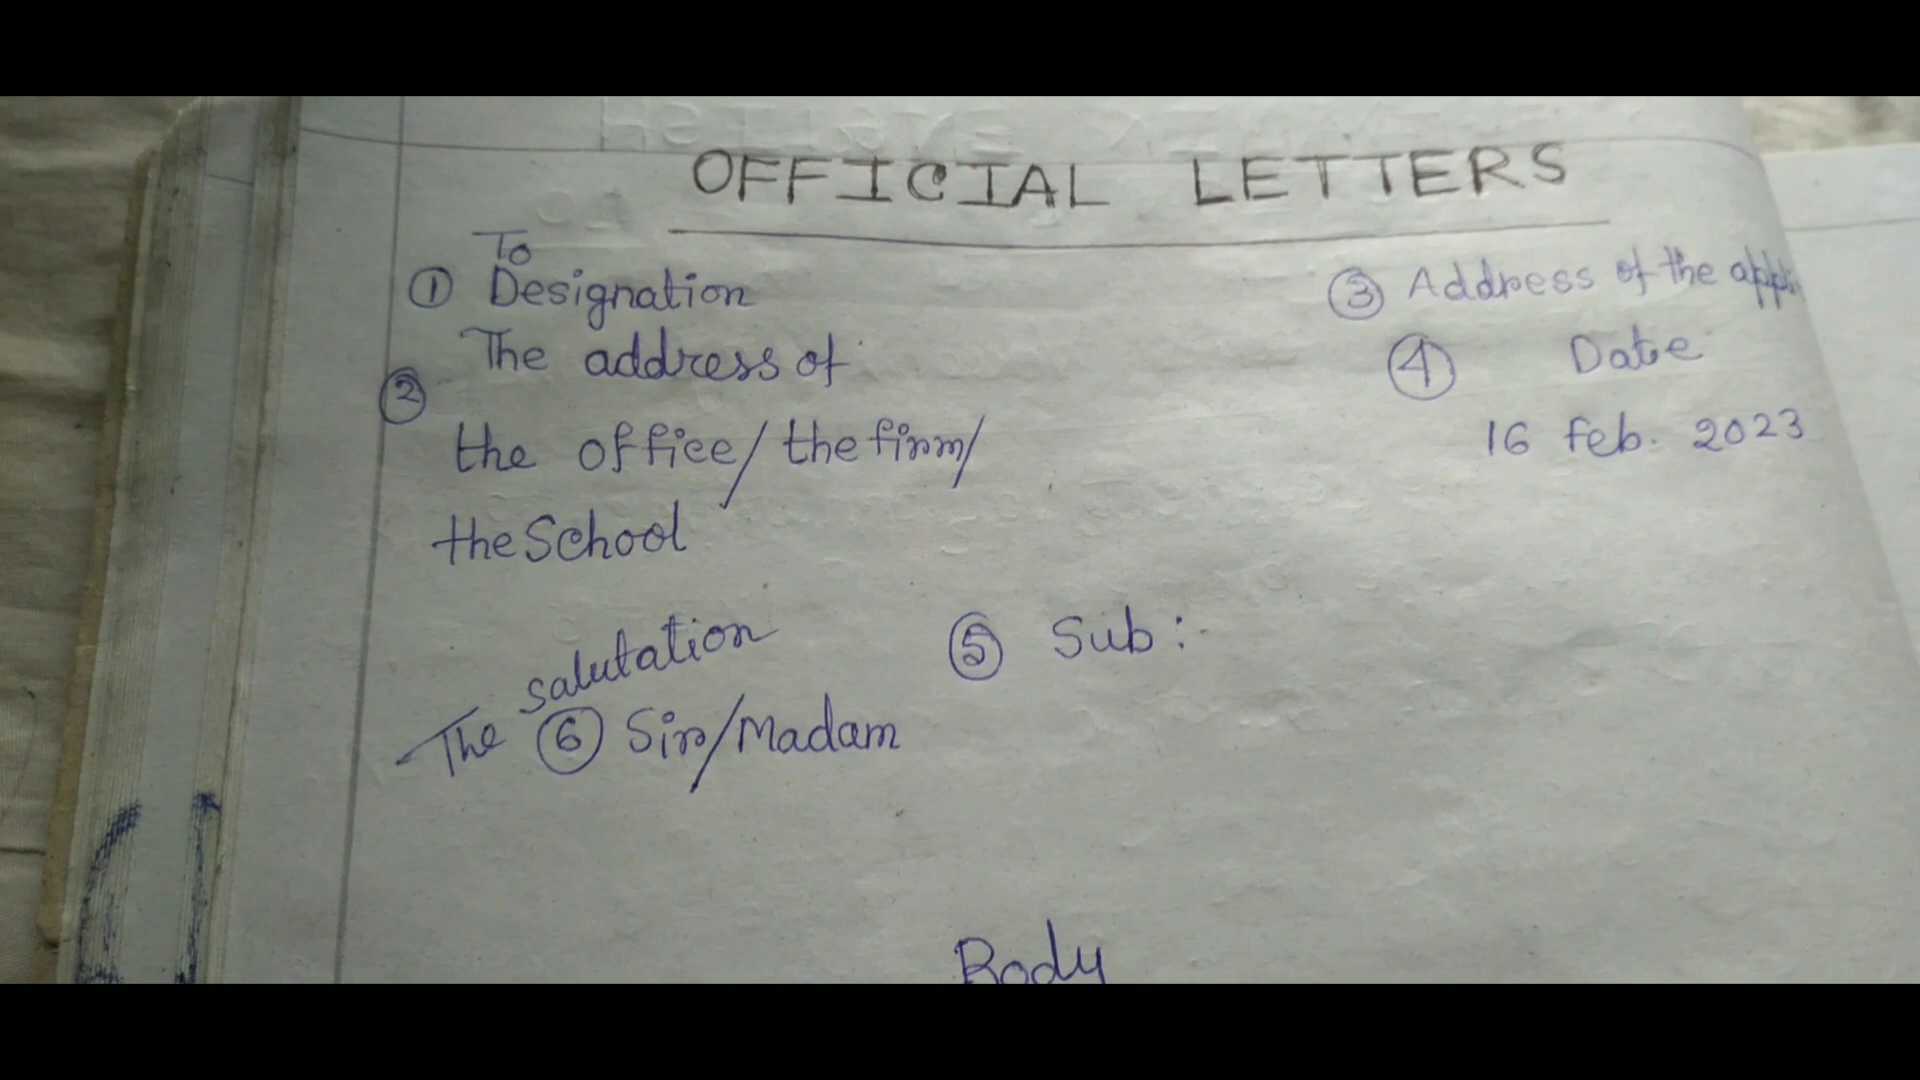 OFFICIAL LETTERS
To
① Designation
③ Address of the
The address of
④ Date
②
the office/ the firm/
16 Feb. 2023
the School
The salutation
⑤ Sub :-
⑥ Sir/Madam
Body